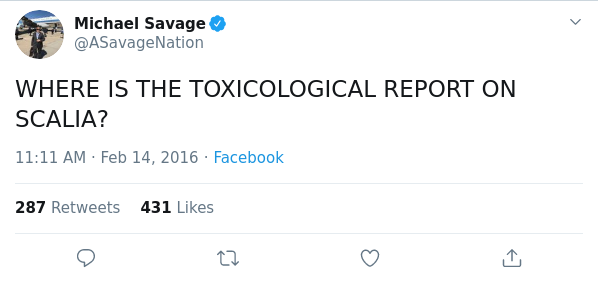 Michael Savage
@ASavageNation
WHERE IS THE TOXICOLOGICAL REPORT ON
SCALIA?
11:11 AM · Feb 14, 2016 · Facebook
287 Retweets 431 Likes